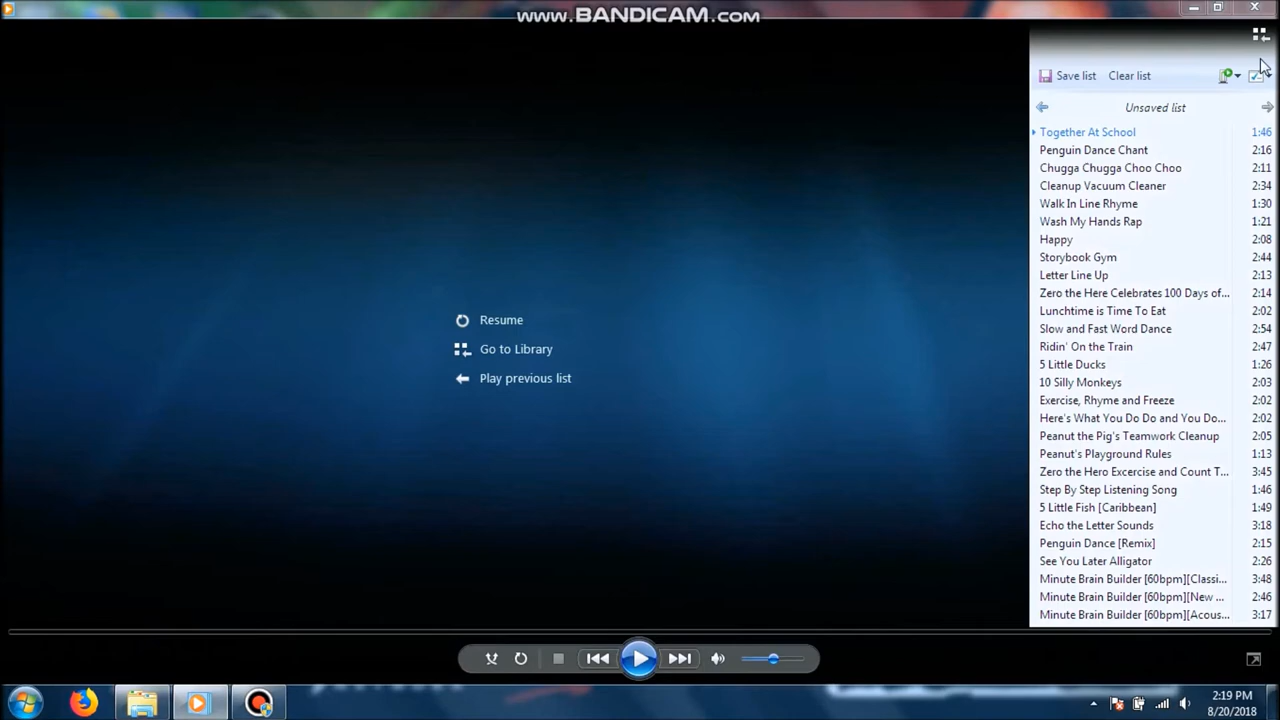 www.BANDICAM.com
Save list Clear list
Unsaved list
Together At School 1:46
Penguin Dance Chant 2:16
Chugga Chugga Choo Choo 2:11
Cleanup Vacuum Cleaner 2:34
Walk In Line Rhyme 1:30
Wash My Hands Rap 1:21
Happy 2:08
Storybook Gym 2:44
Letter Line Up 2:13
Zero the Here Celebrates 100 Days of... 2:14
Lunchtime is Time To Eat 2:02
Slow and Fast Word Dance 2:54
Ridin' On the Train 2:47
5 Little Ducks 1:26
10 Silly Monkeys 2:03
Exercise, Rhyme and Freeze 2:02
Here's What You Do Do and You Do... 2:02
Peanut the Pig's Teamwork Cleanup 2:05
Peanut's Playground Rules 1:13
Zero the Hero Excercise and Count T... 3:45
Step By Step Listening Song 1:46
5 Little Fish [Caribbean] 1:49
Echo the Letter Sounds 3:18
Penguin Dance [Remix] 2:15
See You Later Alligator 2:26
Minute Brain Builder [60bpm][Classi... 3:48
Minute Brain Builder [60bpm][New ... 2:46
Minute Brain Builder [60bpm][Acous... 3:17
Resume
Go to Library
Play previous list
2:19 PM
8/20/2018